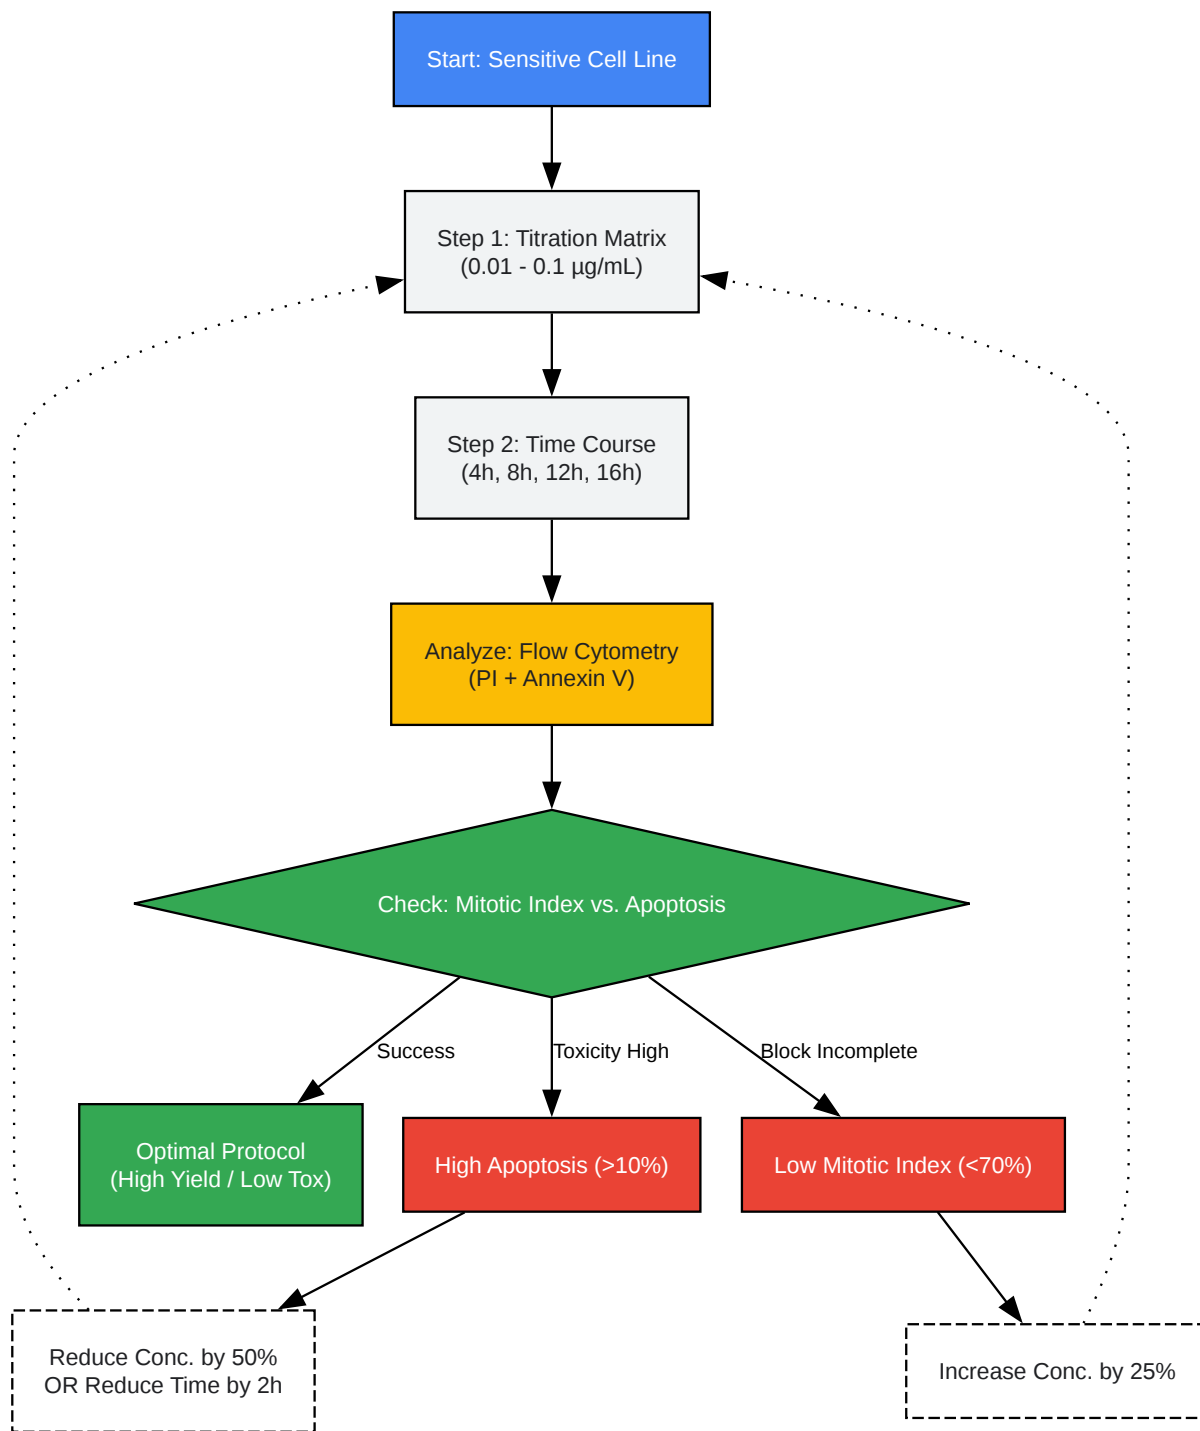 Start: Sensitive Cell Line
Step 1: Titration Matrix
(0.01 - 0.1 µg/mL)
Step 2: Time Course
(4h, 8h, 12h, 16h)
Analyze: Flow Cytometry
(PI + Annexin V)
Check: Mitotic Index vs. Apoptosis
Success
Toxicity High
Block Incomplete
Optimal Protocol
(High Yield / Low Tox)
High Apoptosis (>10%)
Low Mitotic Index (<70%)
Reduce Conc. by 50%
OR Reduce Time by 2h
Increase Conc. by 25%